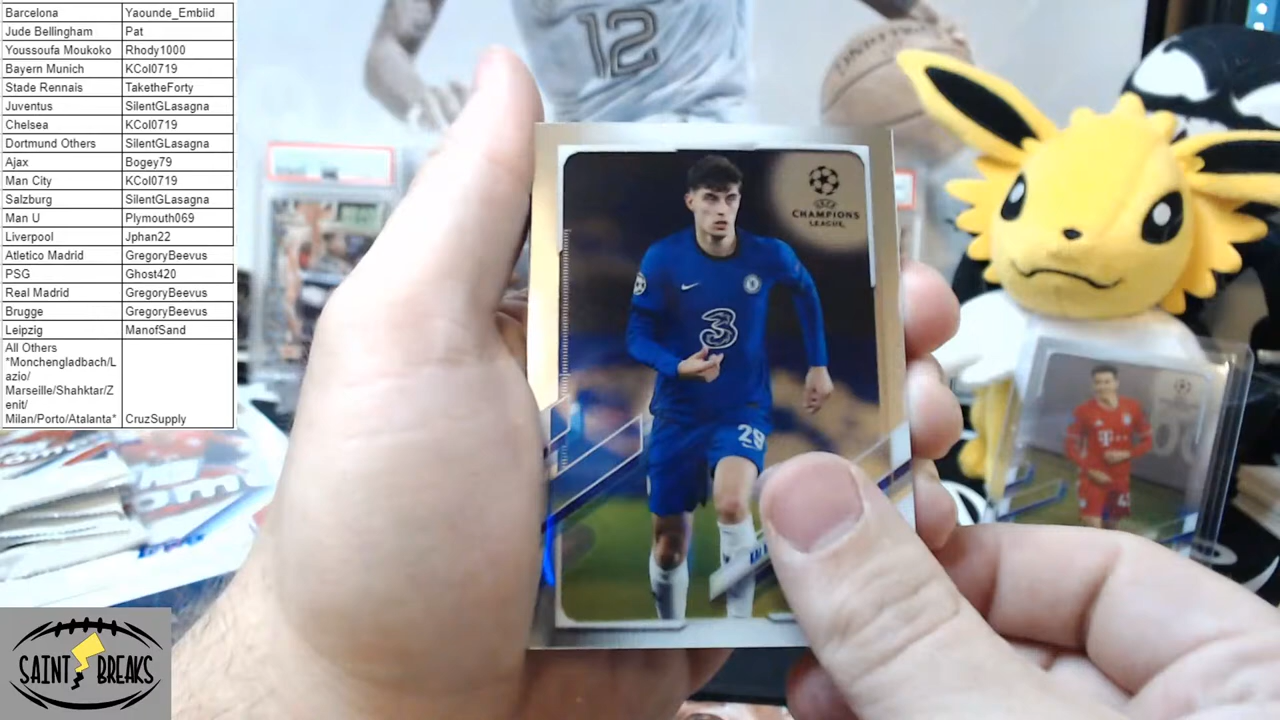 Barcelona Yaounde_Embiid
Jude Bellingham Pat
Youssoufa Moukoko Rhody1000
Bayern Munich KCol0719
Stade Rennais TaketheForty
Juventus SilentGLasagna
Chelsea KCol0719
Dortmund Others SilentGLasagna
Ajax Bogey79
Man City KCol0719
Salzburg SilentGLasagna
Man U Plymouth069
Liverpool Jphan22
Atletico Madrid GregoryBeevus
PSG Ghost420
Real Madrid GregoryBeevus
Brugge GregoryBeevus
Leipzig ManofSand
All Others
*Monchengladbach/L
azio/
Marseille/Shahktar/Z
enit/
Milan/Porto/Atalanta* CruzSupply
SAINT BREAKS
12
UEFA
CHAMPIONS
LEAGUE
3
29
T